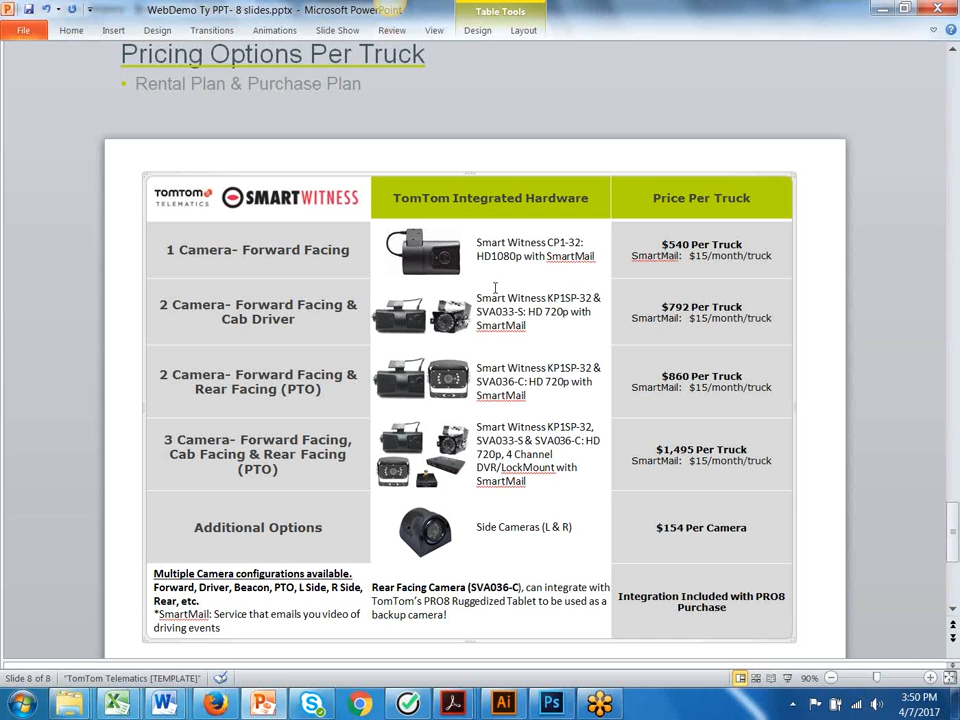 WebDemo Ty PPT- 8 slides.pptx - Microsoft PowerPoint
Table Tools
File Home Insert Design Transitions Animations Slide Show Review View Design Layout
Pricing Options Per Truck
• Rental Plan & Purchase Plan
TOMTOM TELEMATICS SMARTWITNESS
TomTom Integrated Hardware
Price Per Truck
1 Camera- Forward Facing
Smart Witness CP1-32:
HD1080p with SmartMail
$540 Per Truck
SmartMail: $15/month/truck
2 Camera- Forward Facing &
Cab Driver
Smart Witness KP1SP-32 &
SVA033-S: HD 720p with
SmartMail
$792 Per Truck
SmartMail: $15/month/truck
2 Camera- Forward Facing &
Rear Facing (PTO)
Smart Witness KP1SP-32 &
SVA036-C: HD 720p with
SmartMail
$860 Per Truck
SmartMail: $15/month/truck
3 Camera- Forward Facing,
Cab Facing & Rear Facing
(PTO)
Smart Witness KP1SP-32,
SVA033-S & SVA036-C: HD
720p, 4 Channel
DVR/LockMount with
SmartMail
$1,495 Per Truck
SmartMail: $15/month/truck
Additional Options
Side Cameras (L & R)
$154 Per Camera
Multiple Camera configurations available.
Forward, Driver, Beacon, PTO, L Side, R Side,
Rear, etc.
*SmartMail: Service that emails you video of
driving events
Rear Facing Camera (SVA036-C), can integrate with
TomTom's PRO8 Ruggedized Tablet to be used as a
backup camera!
Integration Included with PRO8
Purchase
Slide 8 of 8 "TomTom Telematics [TEMPLATE]" 90%
3:50 PM
4/7/2017